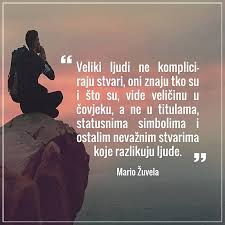 “ Veliki ljudi ne komplici-
raju stvari, oni znaju tko su
i što su, vide veličinu u
čovjeku, a ne u titulama,
statusnima simbolima i
ostalim nevažnim stvarima
koje razlikuju ljude. ”
Mario Žuvela